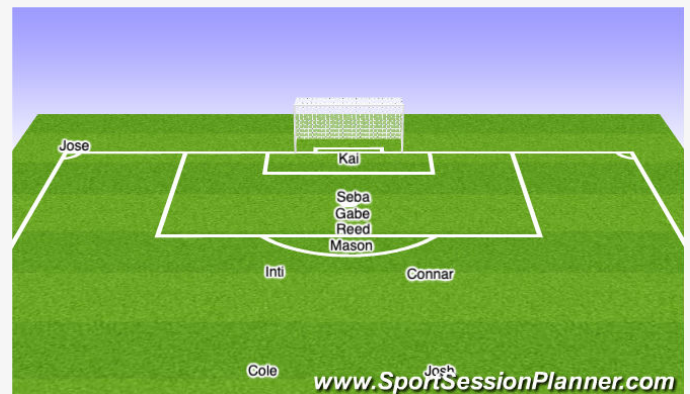 Jose
Kai
Seba
Gabe
Reed
Mason
Inti
Connar
Cole
Josh
www.SportSessionPlanner.com